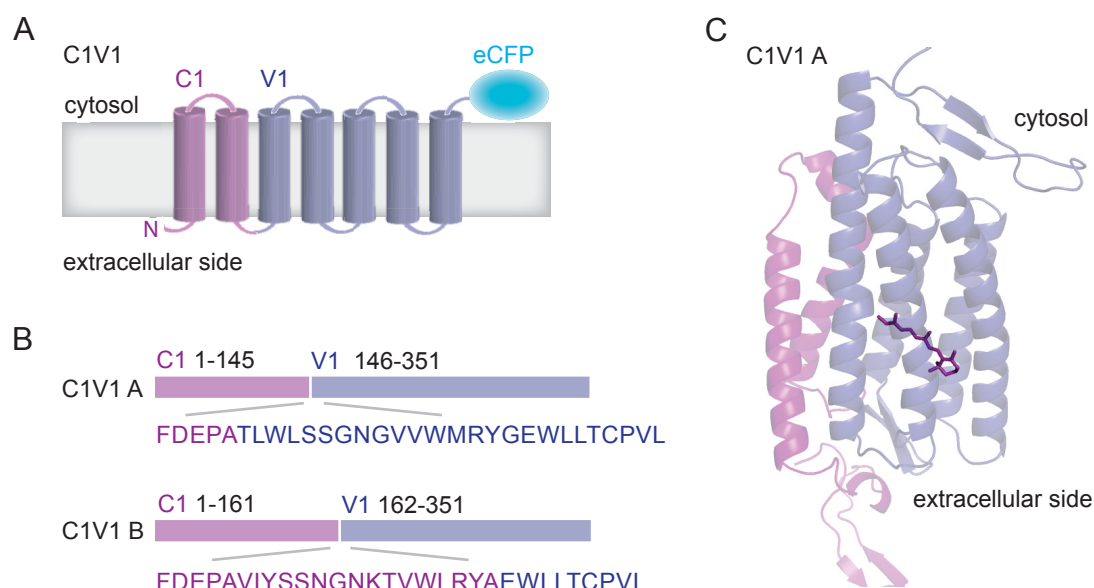 A
C1V1
C1
V1
eCFP
cytosol
N
extracellular side
B
C1 1-145
V1 146-351
C1V1 A
FDEPATLWLSSGNGVVWMRYGEWLLTCPVL
C1 1-161
V1 162-351
C1V1 B
FDEPAVIYSSNGNKTVWLRYAEWLLTCPVL
C
C1V1 A
cytosol
extracellular side